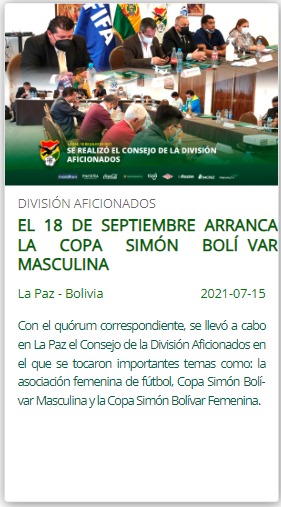 FIFA
SE REALIZÓ EL CONSEJO DE LA DIVISIÓN
AFICIONADOS
DIVISIÓN AFICIONADOS
EL 18 DE SEPTIEMBRE ARRANCA
LA COPA SIMÓN BOLÍ VAR
MASCULINA
La Paz - Bolivia 2021-07-15
Con el quórum correspondiente, se llevó a cabo
en La Paz el Consejo de la División Aficionados en
el que se tocaron importantes temas como: la
asociación femenina de fútbol, Copa Simón Bolí-
var Masculina y la Copa Simón Bolívar Femenina.